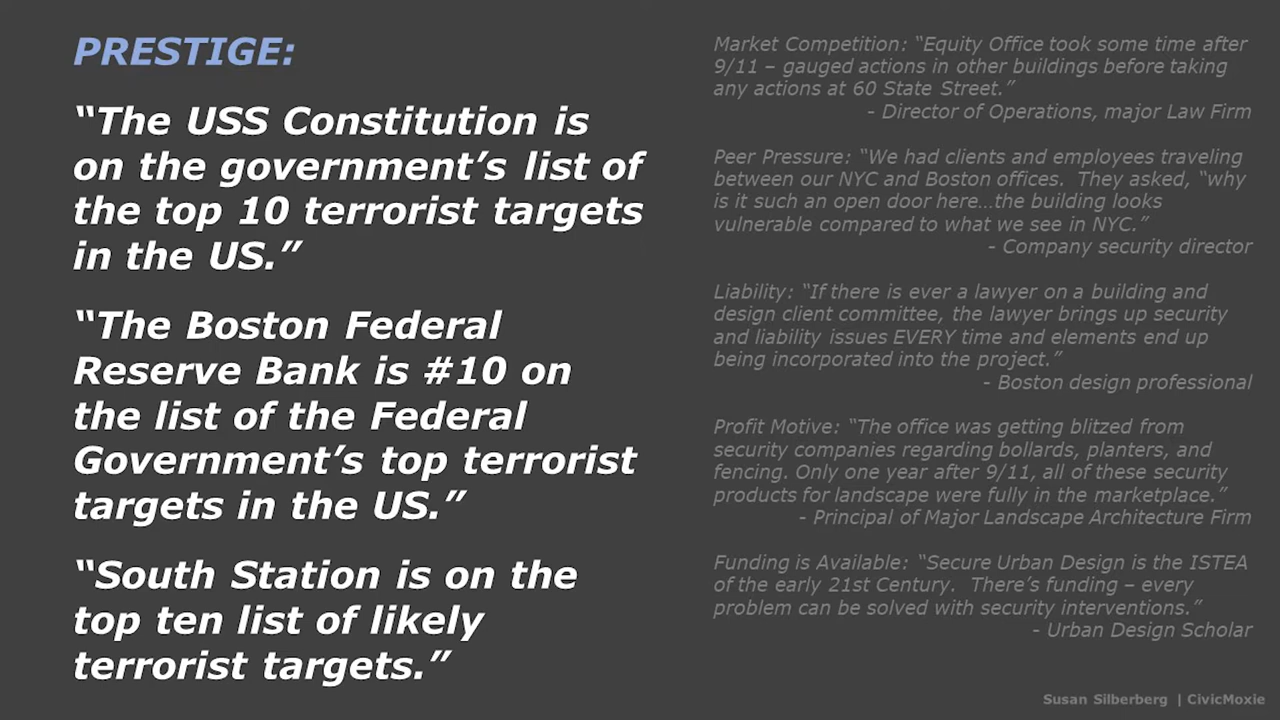 PRESTIGE:
“The USS Constitution is
on the government’s list of
the top 10 terrorist targets
in the US.”
“The Boston Federal
Reserve Bank is #10 on
the list of the Federal
Government’s top terrorist
targets in the US.”
“South Station is on the
top ten list of likely
terrorist targets.”
Market Competition: “Equity Office took some time after
9/11 – gauged actions in other buildings before taking
any actions at 60 State Street.”
- Director of Operations, major Law Firm
Peer Pressure: “We had clients and employees traveling
between our NYC and Boston offices.  They asked, “why
is it such an open door here…the building looks
vulnerable compared to what we see in NYC.”
- Company security director
Liability: “If there is ever a lawyer on a building and
design client committee, the lawyer brings up security
and liability issues EVERY time and elements end up
being incorporated into the project.”
- Boston design professional
Profit Motive: “The office was getting blitzed from
security companies regarding bollards, planters, and
fencing. Only one year after 9/11, all of these security
products for landscape were fully in the marketplace.”
- Principal of Major Landscape Architecture Firm
Funding is Available: “Secure Urban Design is the ISTEA
of the early 21st Century.  There’s funding – every
problem can be solved with security interventions.”
- Urban Design Scholar
Susan Silberberg | CivicMoxie